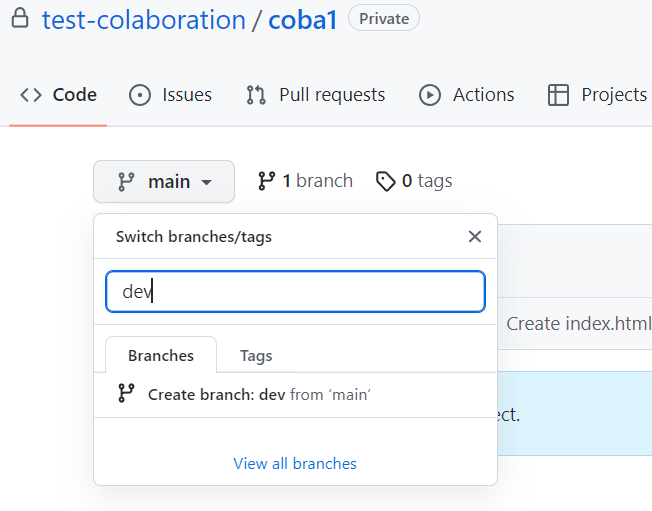 test-colaboration / coba1 Private
Code Issues Pull requests Actions Projects
main 1 branch 0 tags
Switch branches/tags
dev
Create index.html
Branches Tags
Create branch: dev from ‘main’
ect.
View all branches